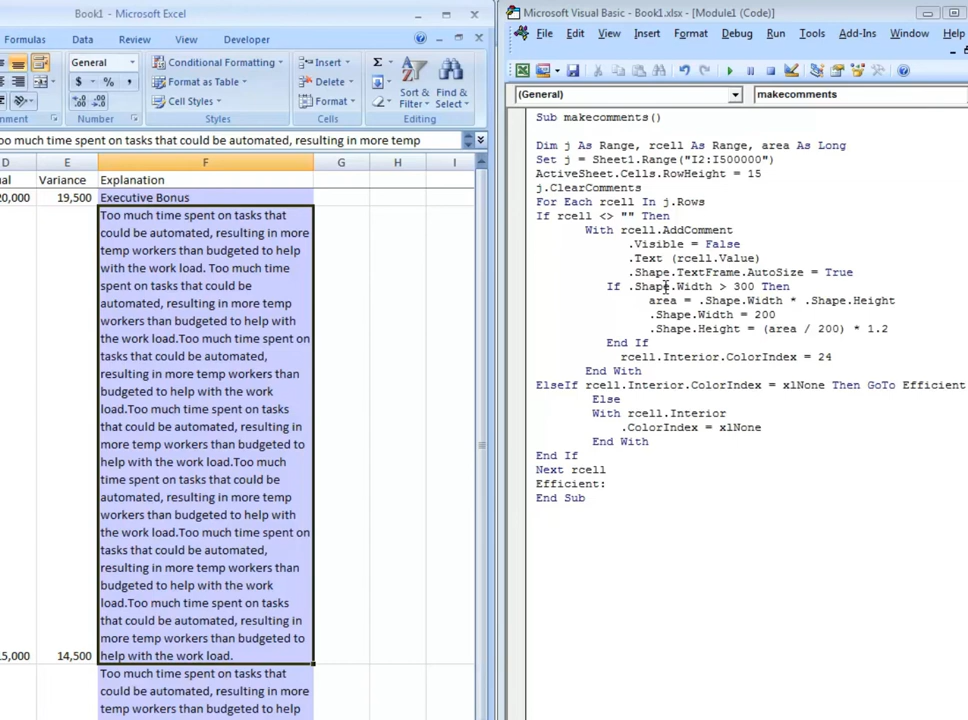 Book1 - Microsoft Excel
Formulas Data Review View Developer
General
Conditional Formatting
Format as Table
Cell Styles
Insert
Delete
Format
Sort & Filter
Find & Select
Number
Styles
Cells
Editing
oo much time spent on tasks that could be automated, resulting in more temp
D E F G H I
Variance Explanation
20,000 19,500 Executive Bonus
Too much time spent on tasks that
could be automated, resulting in more
temp workers than budgeted to help
with the work load. Too much time
spent on tasks that could be
automated, resulting in more temp
workers than budgeted to help with
the work load.Too much time spent on
tasks that could be automated,
resulting in more temp workers than
budgeted to help with the work
load.Too much time spent on tasks
that could be automated, resulting in
more temp workers than budgeted to
help with the work load.Too much
time spent on tasks that could be
automated, resulting in more temp
workers than budgeted to help with
the work load.Too much time spent on
tasks that could be automated,
resulting in more temp workers than
budgeted to help with the work
load.Too much time spent on tasks
that could be automated, resulting in
more temp workers than budgeted to
help with the work load.
15,000 14,500
Too much time spent on tasks that
could be automated, resulting in more
temp workers than budgeted to help
Microsoft Visual Basic - Book1.xlsx - [Module1 (Code)]
File Edit View Insert Format Debug Run Tools Add-Ins Window Help
(General) makecomments
Sub makecomments()
Dim j As Range, rcell As Range, area As Long
Set j = Sheet1.Range("I2:I500000")
ActiveSheet.Cells.RowHeight = 15
j.ClearComments
For Each rcell In j.Rows
If rcell <> "" Then
With rcell.AddComment
.Visible = False
.Text (rcell.Value)
.Shape.TextFrame.AutoSize = True
If .Shape.Width > 300 Then
area = .Shape.Width * .Shape.Height
.Shape.Width = 200
.Shape.Height = (area / 200) * 1.2
End If
rcell.Interior.ColorIndex = 24
End With
ElseIf rcell.Interior.ColorIndex = xlNone Then GoTo Efficient
Else
With rcell.Interior
.ColorIndex = xlNone
End With
End If
Next rcell
Efficient:
End Sub